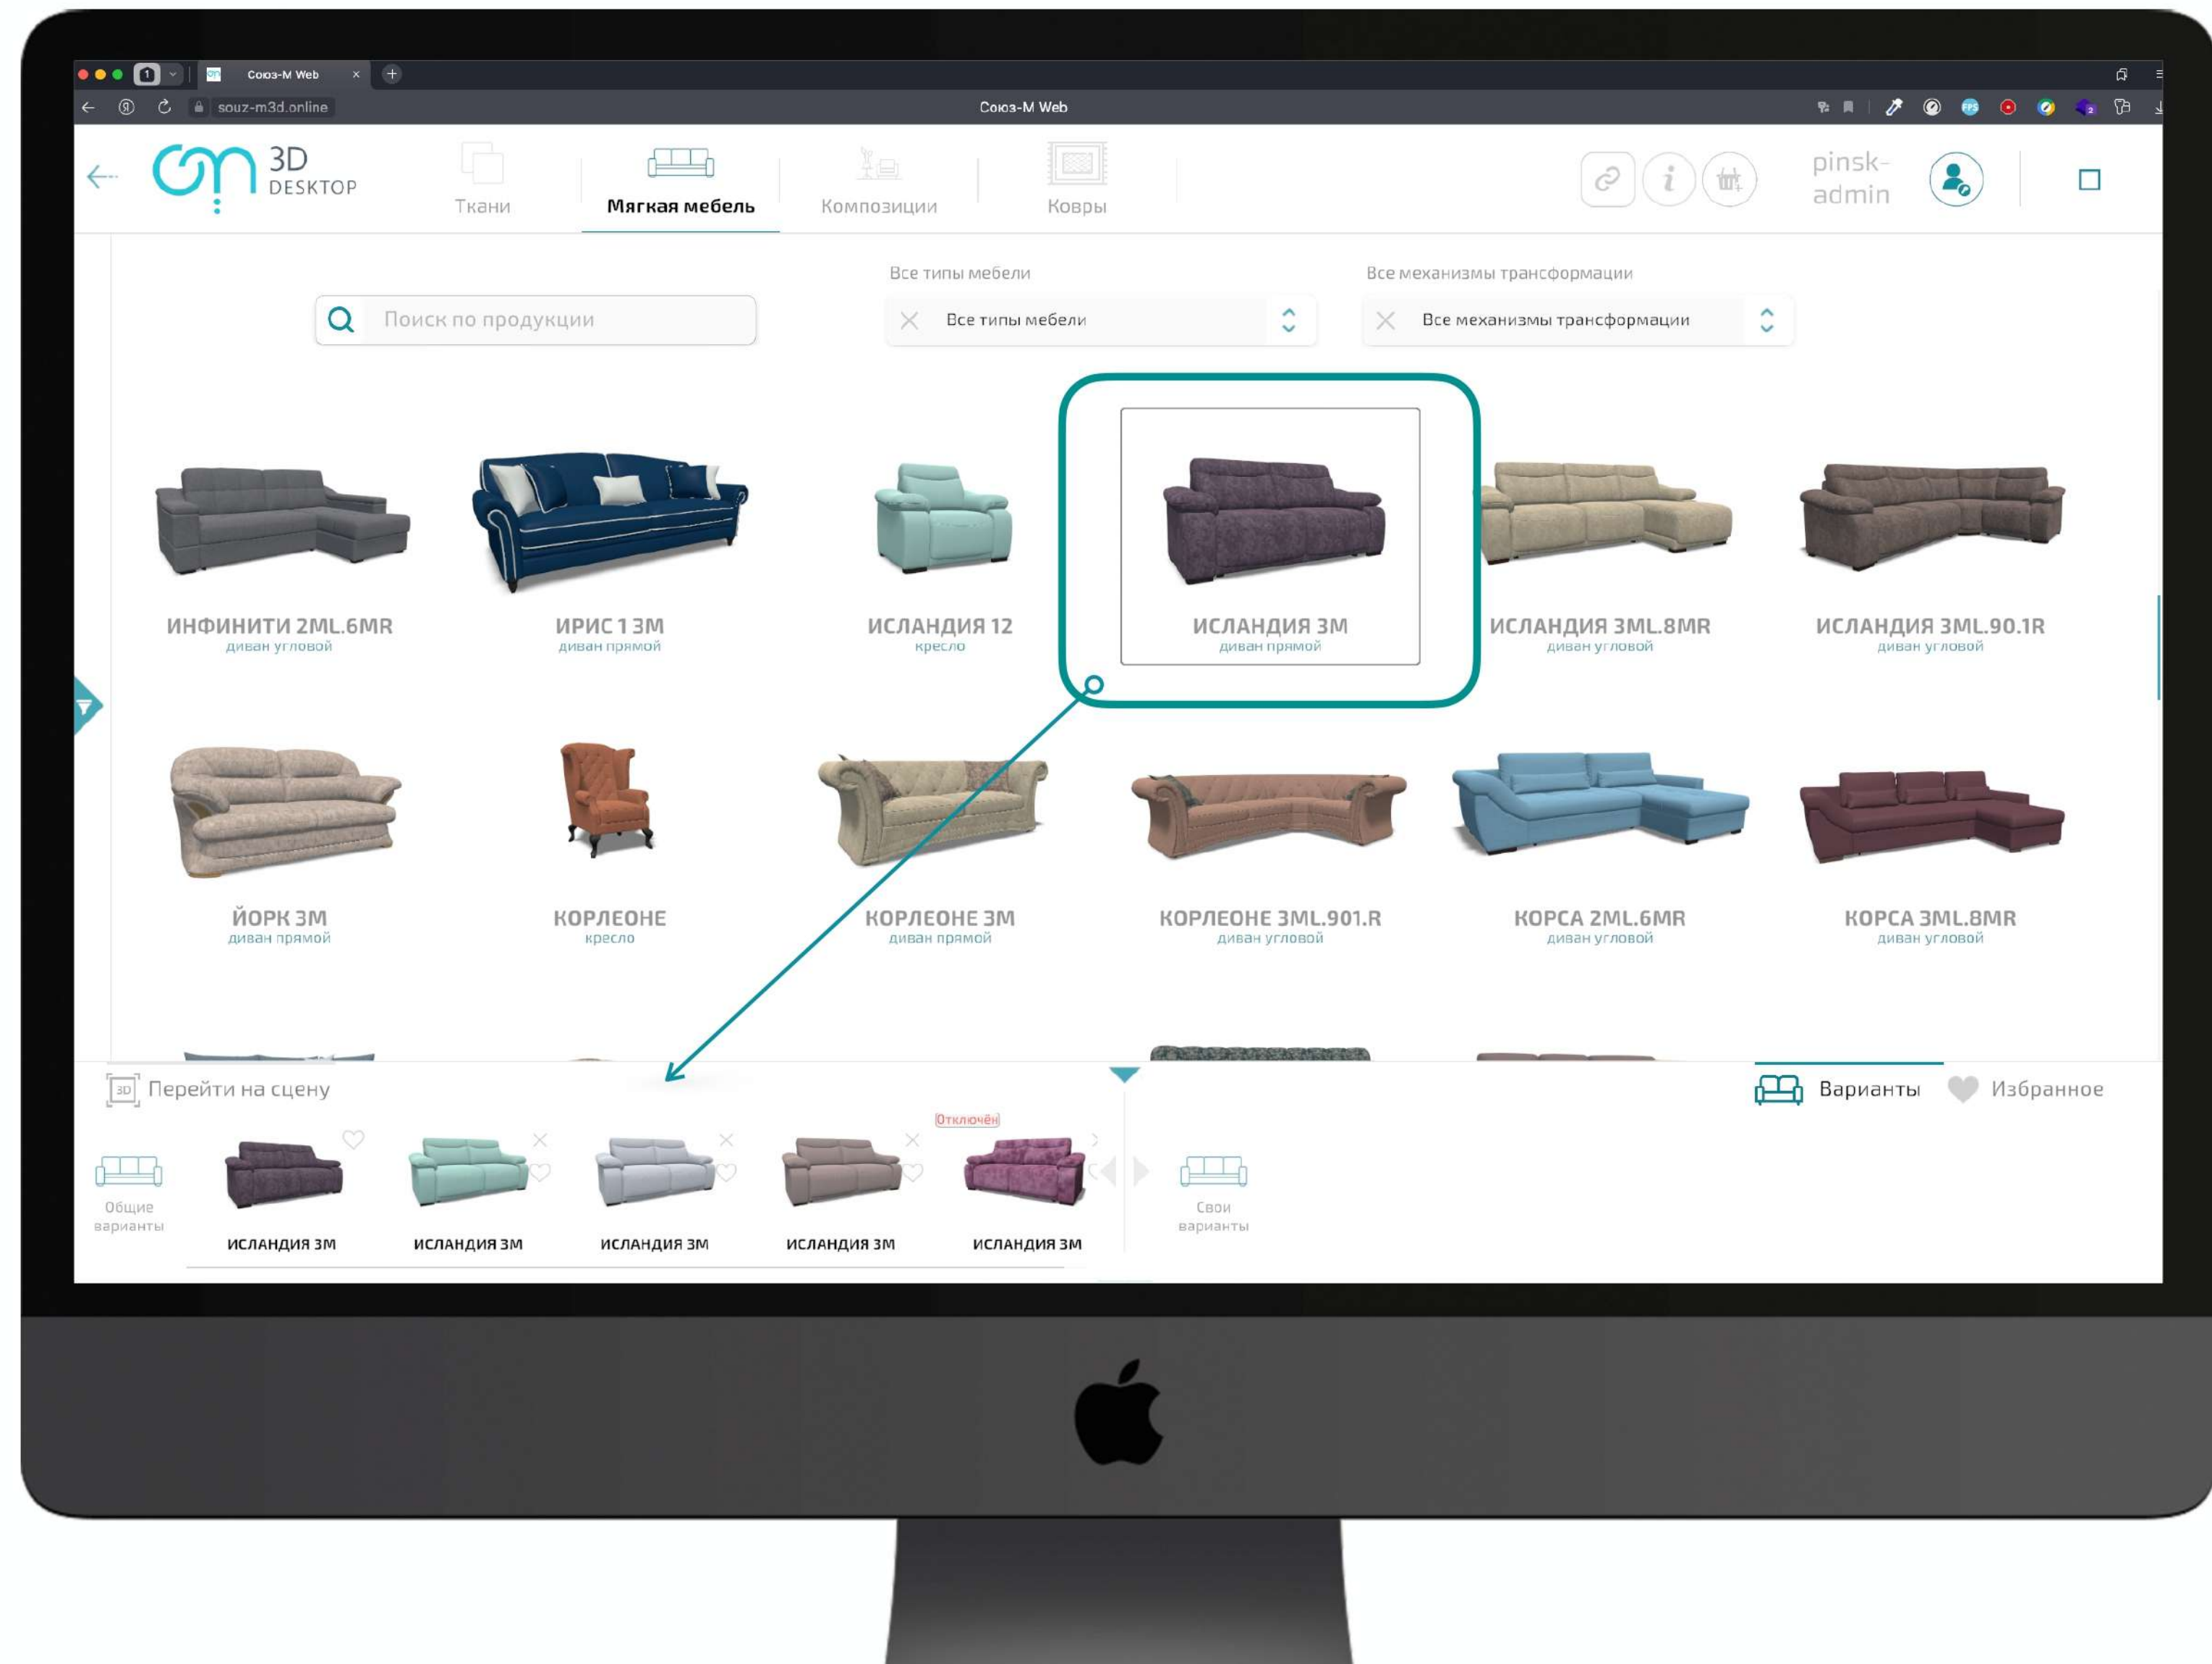 1
Союз-М Web
souz-m3d.online
Союз-М Web
FPS
2
3D
DESKTOP
Ткани
Мягкая мебель
Композиции
Ковры
i
pinsk-
admin
Все типы мебели
Все механизмы трансформации
Поиск по продукции
Все типы мебели
Все механизмы трансформации
ИНФИНИТИ 2ML.6MR
диван угловой
ИРИС 1 3М
диван прямой
ИСЛАНДИЯ 12
кресло
ИСЛАНДИЯ 3М
диван прямой
ИСЛАНДИЯ 3ML.8MR
диван угловой
ИСЛАНДИЯ 3ML.90.1R
диван угловой
ЙОРК 3М
диван прямой
КОРЛЕОНЕ
кресло
КОРЛЕОНЕ 3М
диван прямой
КОРЛЕОНЕ 3ML.901.R
диван угловой
КОРСА 2ML.6MR
диван угловой
КОРСА 3ML.8MR
диван угловой
3D Перейти на сцену
Варианты
Избранное
Отключён
Общие
варианты
ИСЛАНДИЯ 3М
ИСЛАНДИЯ 3М
ИСЛАНДИЯ 3М
ИСЛАНДИЯ 3М
ИСЛАНДИЯ 3М
Свои
варианты